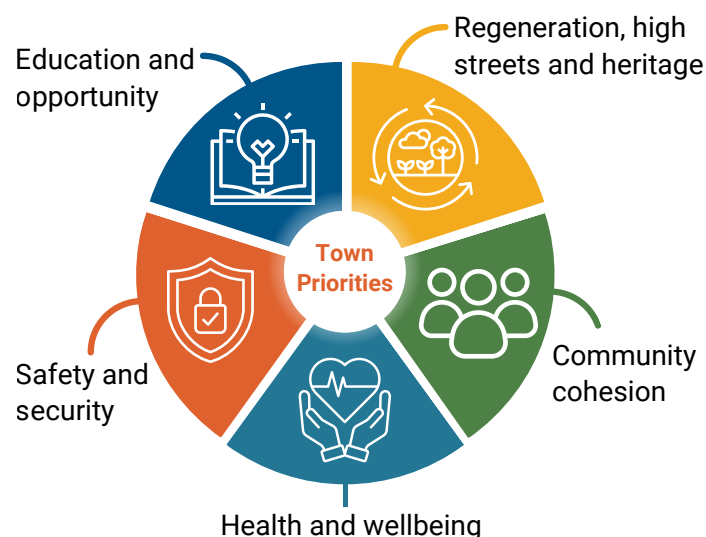 Education and
opportunity
Regeneration, high
streets and heritage
Town
Priorities
Community
cohesion
Safety and
security
Health and wellbeing